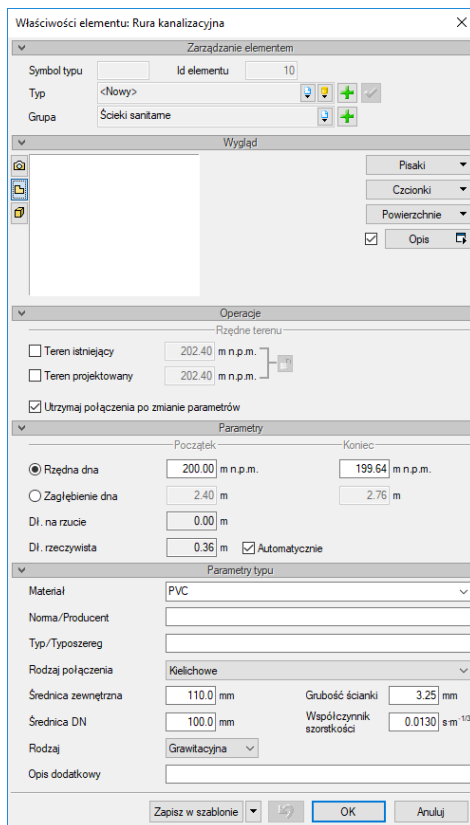 Właściwości elementu: Rura kanalizacyjna
Zarządzanie elementem
Symbol typu Id elementu 10
Typ <Nowy>
Grupa Ścieki sanitarne
Wygląd
Pisaki
Czcionki
Powierzchnie
Opis
Operacje
Rzędne terenu
Teren istniejący 202.40 m n.p.m.
Teren projektowany 202.40 m n.p.m.
Utrzymaj połączenia po zmianie parametrów
Parametry
Początek Koniec
Rzędna dna 200.00 m n.p.m. 199.64 m n.p.m.
Zagłębienie dna 2.40 m 2.76 m
Dł. na rzucie 0.00 m
Dł. rzeczywista 0.36 m Automatycznie
Parametry typu
Materiał PVC
Norma/Producent
Typ/Typoszereg
Rodzaj połączenia Kielichowe
Średnica zewnętrzna 110.0 mm Grubość ścianki 3.25 mm
Średnica DN 100.0 mm Współczynnik szorstkości 0.0130 s·m^-1/3
Rodzaj Grawitacyjna
Opis dodatkowy
Zapisz w szablonie OK Anuluj